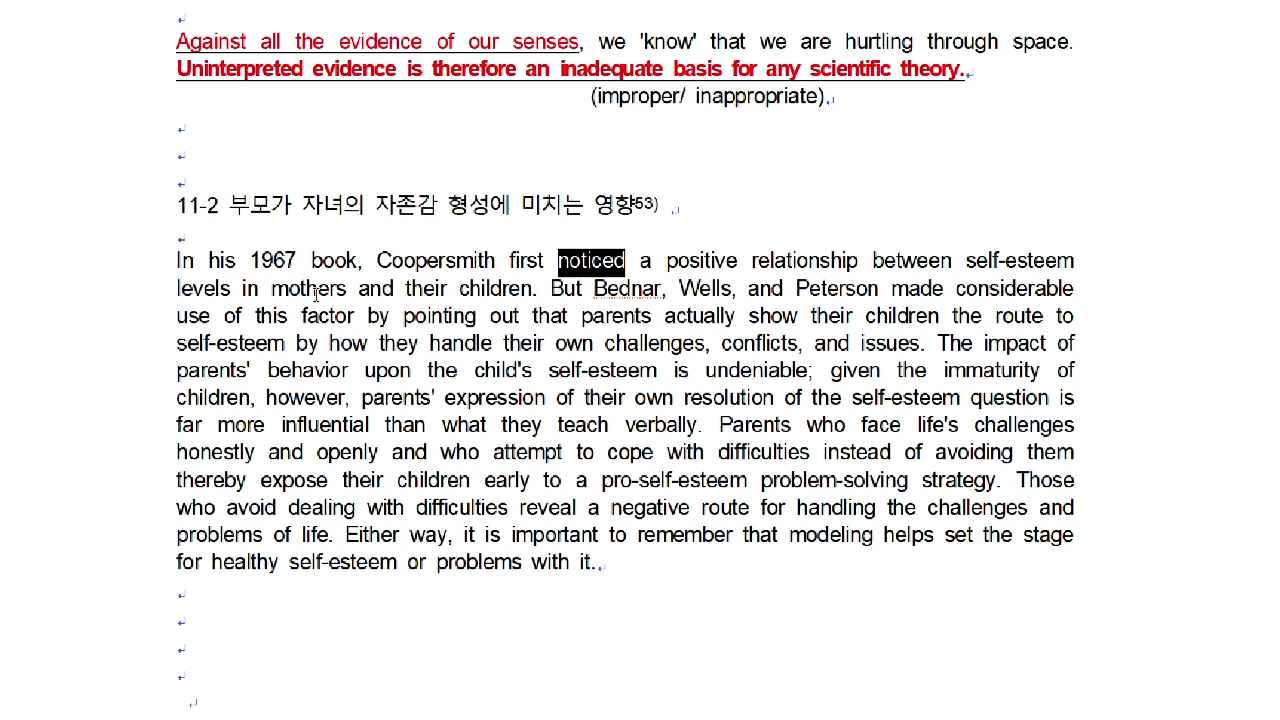 Against all the evidence of our senses, we 'know' that we are hurtling through space.
Uninterpreted evidence is therefore an inadequate basis for any scientific theory.
(improper/ inappropriate)
11-2 부모가 자녀의 자존감 형성에 미치는 영향53)
In his 1967 book, Coopersmith first noticed a positive relationship between self-esteem
levels in mothers and their children. But Bednar, Wells, and Peterson made considerable
use of this factor by pointing out that parents actually show their children the route to
self-esteem by how they handle their own challenges, conflicts, and issues. The impact of
parents' behavior upon the child's self-esteem is undeniable; given the immaturity of
children, however, parents' expression of their own resolution of the self-esteem question is
far more influential than what they teach verbally. Parents who face life's challenges
honestly and openly and who attempt to cope with difficulties instead of avoiding them
thereby expose their children early to a pro-self-esteem problem-solving strategy. Those
who avoid dealing with difficulties reveal a negative route for handling the challenges and
problems of life. Either way, it is important to remember that modeling helps set the stage
for healthy self-esteem or problems with it.